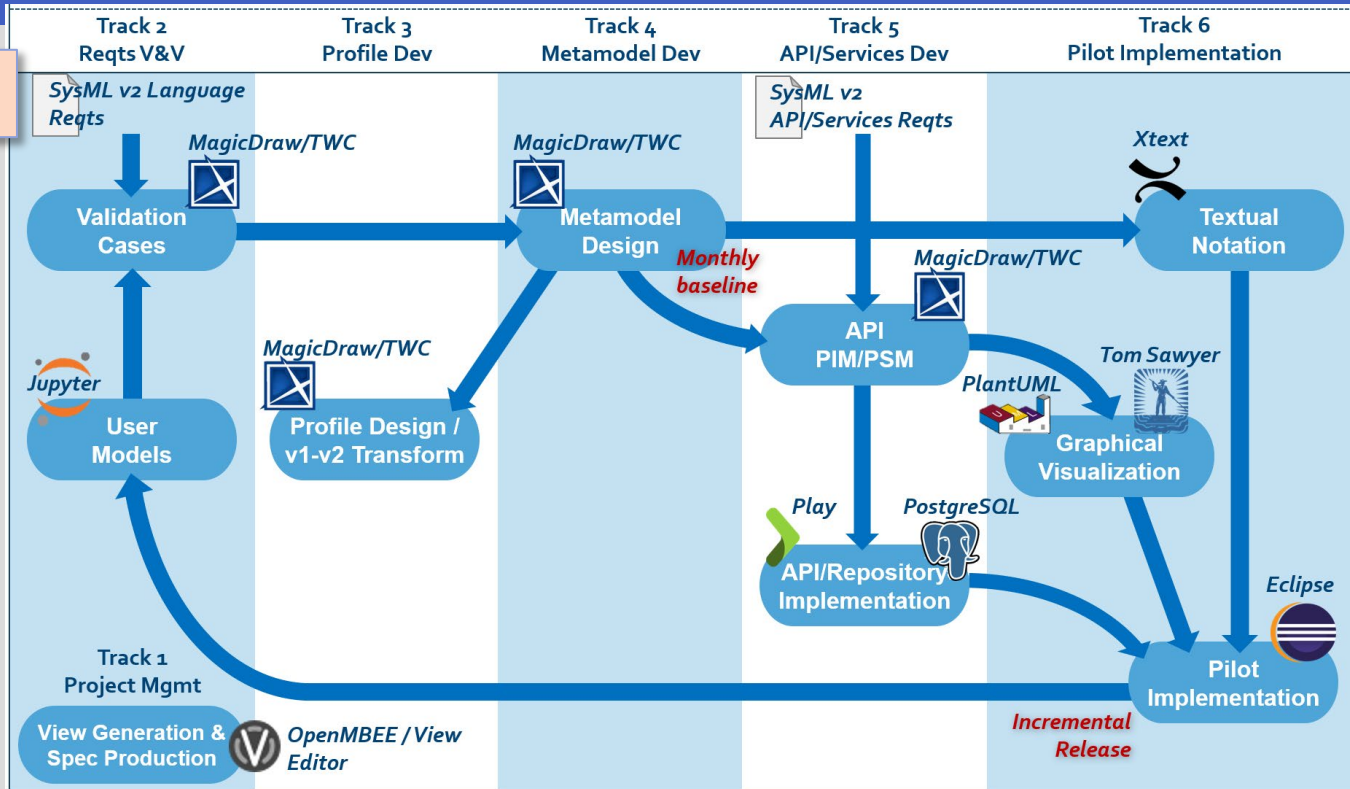 Track 2
Reqts V&V
Track 3
Profile Dev
Track 4
Metamodel Dev
Track 5
API/Services Dev
Track 6
Pilot Implementation
SysML v2 Language
Reqts
MagicDraw/TWC
Validation
Cases
MagicDraw/TWC
Metamodel
Design
Monthly
baseline
SysML v2
API/Services Reqts
MagicDraw/TWC
API
PIM/PSM
Xtext
Textual
Notation
Jupyter
User
Models
MagicDraw/TWC
Profile Design /
v1-v2 Transform
PlantUML
Tom Sawyer
Graphical
Visualization
Play
PostgreSQL
API/Repository
Implementation
Eclipse
Pilot
Implementation
Incremental
Release
Track 1
Project Mgmt
View Generation &
Spec Production
V
OpenMBEE / View
Editor